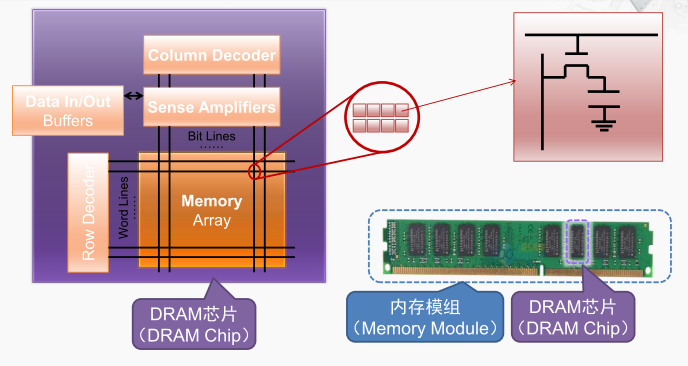 Column Decoder
Data In/Out
Buffers
Sense Amplifiers
Bit Lines
……
Row Decoder
Word Lines
……
Memory
Array
DRAM芯片
（DRAM Chip）
内存模组
（Memory Module）
DRAM芯片
（DRAM Chip）